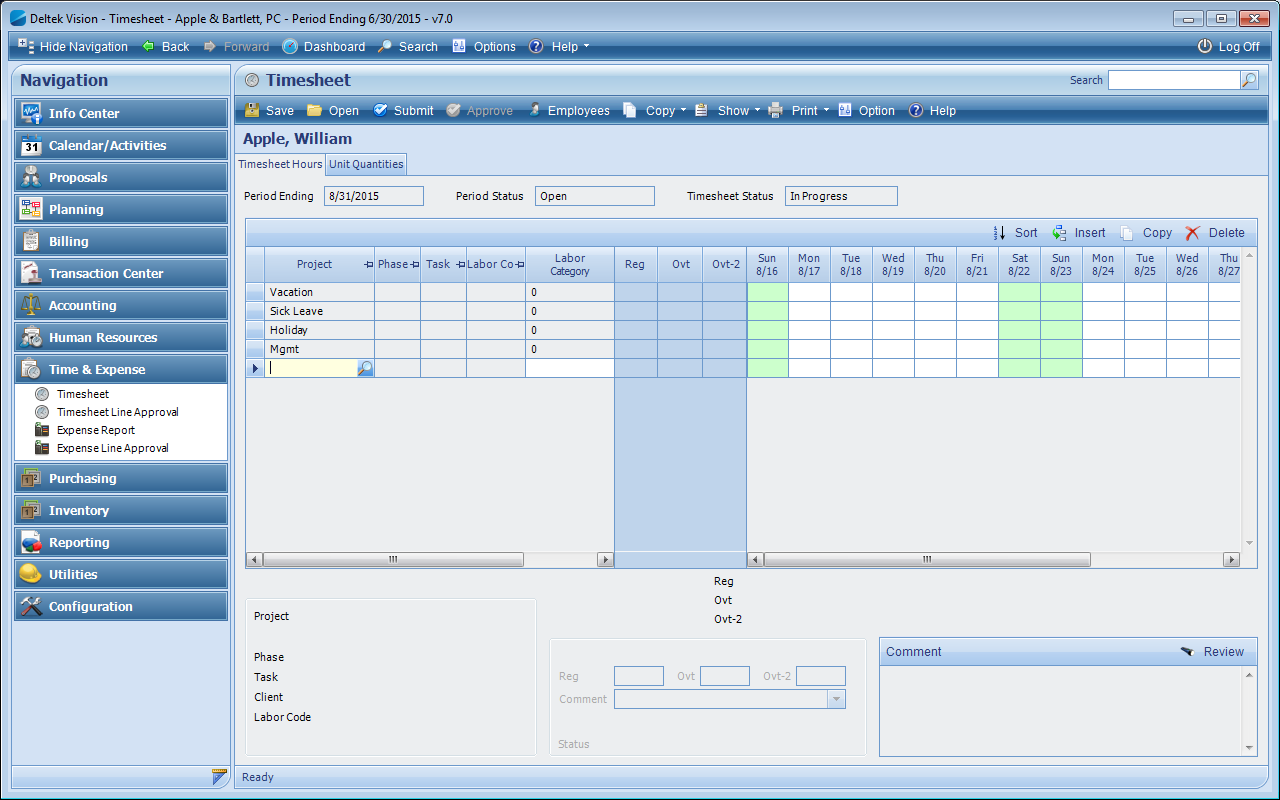 Deltek Vision - Timesheet - Apple & Bartlett, PC - Period Ending 6/30/2015 - v7.0
Hide Navigation Back Forward Dashboard Search Options Help Log Off
Navigation
Info Center
31 Calendar/Activities
Proposals
Planning
Billing
Transaction Center
Accounting
Human Resources
Time & Expense
Timesheet
Timesheet Line Approval
Expense Report
Expense Line Approval
Purchasing
Inventory
Reporting
Utilities
Configuration
Timesheet Search
Save Open Submit Approve Employees Copy Show Print Option Help
Apple, William
Timesheet Hours Unit Quantities
Period Ending 8/31/2015 Period Status Open Timesheet Status In Progress
Sort Insert Copy Delete
Project Phase Task Labor Co Labor Category Reg Ovt Ovt-2 Sun 8/16 Mon 8/17 Tue 8/18 Wed 8/19 Thu 8/20 Fri 8/21 Sat 8/22 Sun 8/23 Mon 8/24 Tue 8/25 Wed 8/26 Thu 8/27
Vacation 0
Sick Leave 0
Holiday 0
Mgmt 0
Reg
Ovt
Ovt-2
Project
Phase
Task
Client
Labor Code
Reg Ovt Ovt-2
Comment
Status
Comment Review
Ready